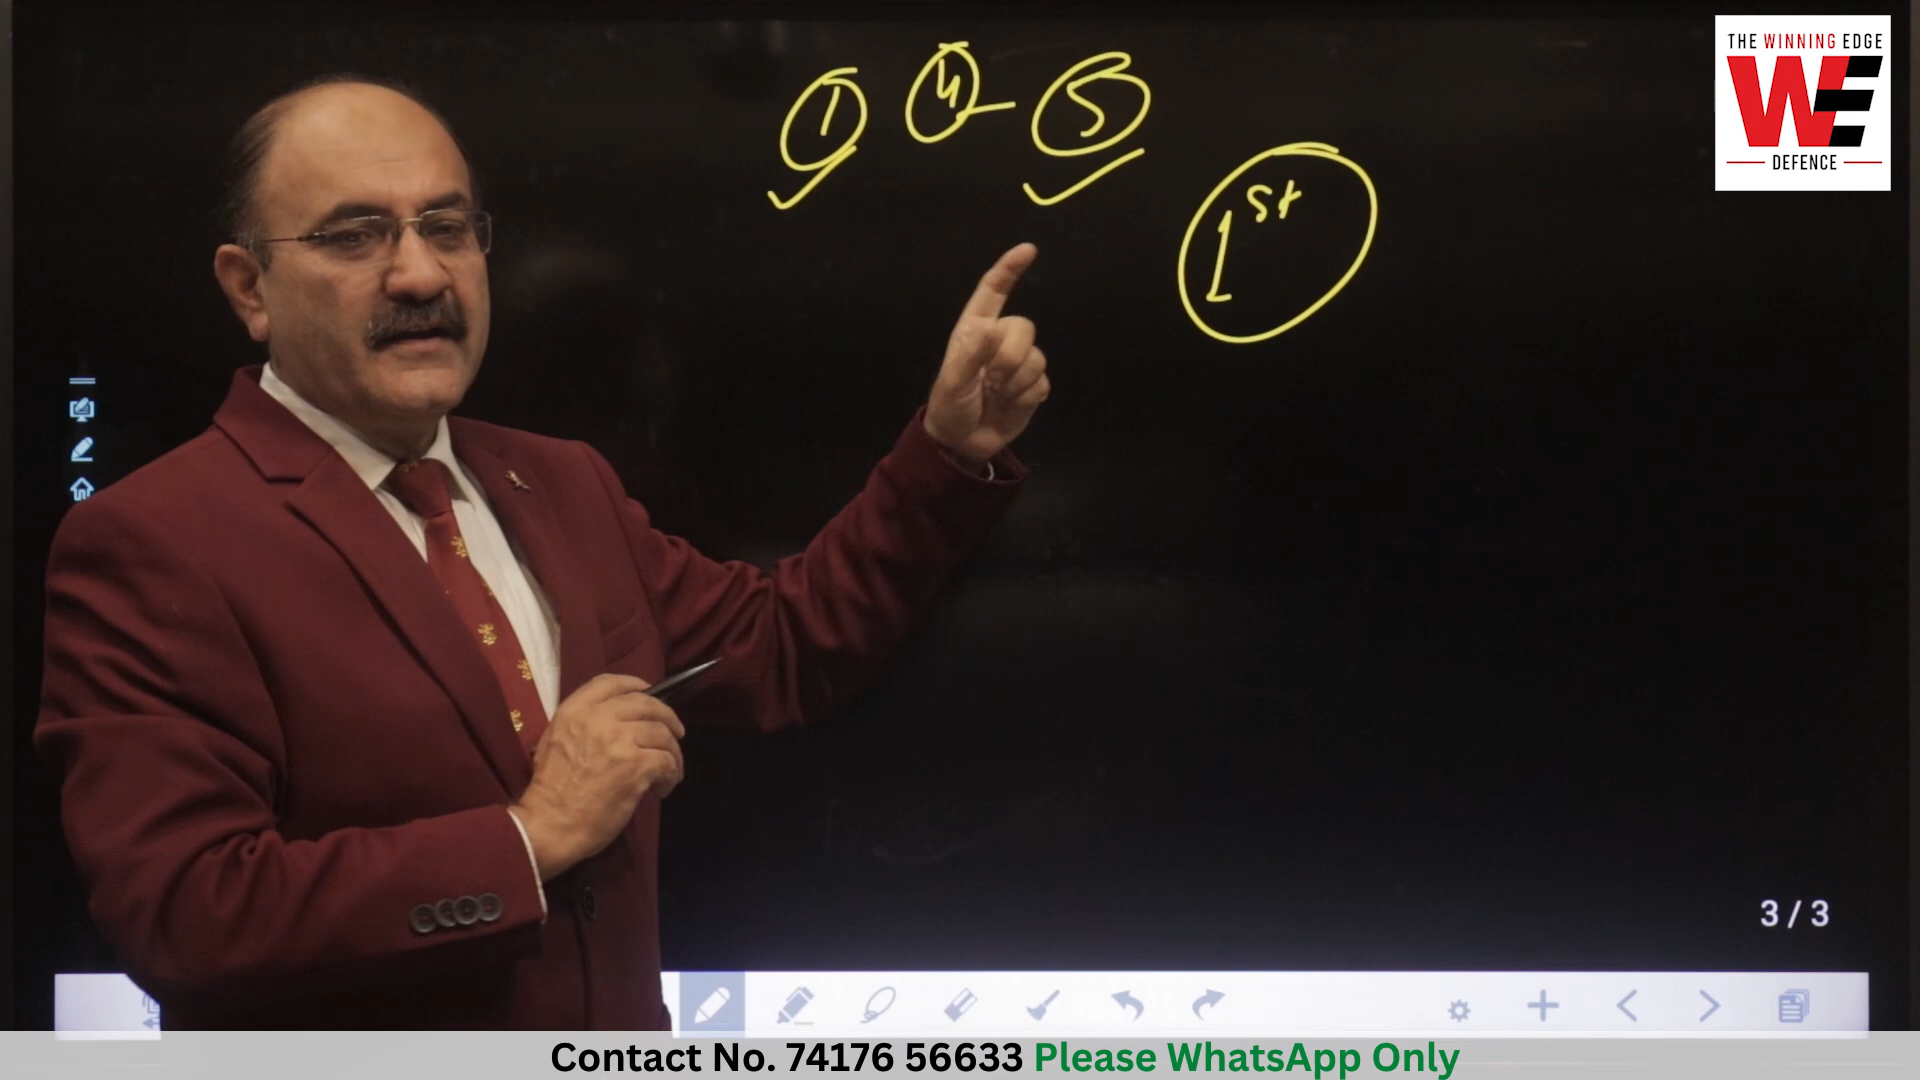 1 4 5
1st
THE WINNING EDGE
WE
DEFENCE
3 / 3
Contact No. 74176 56633 Please WhatsApp Only